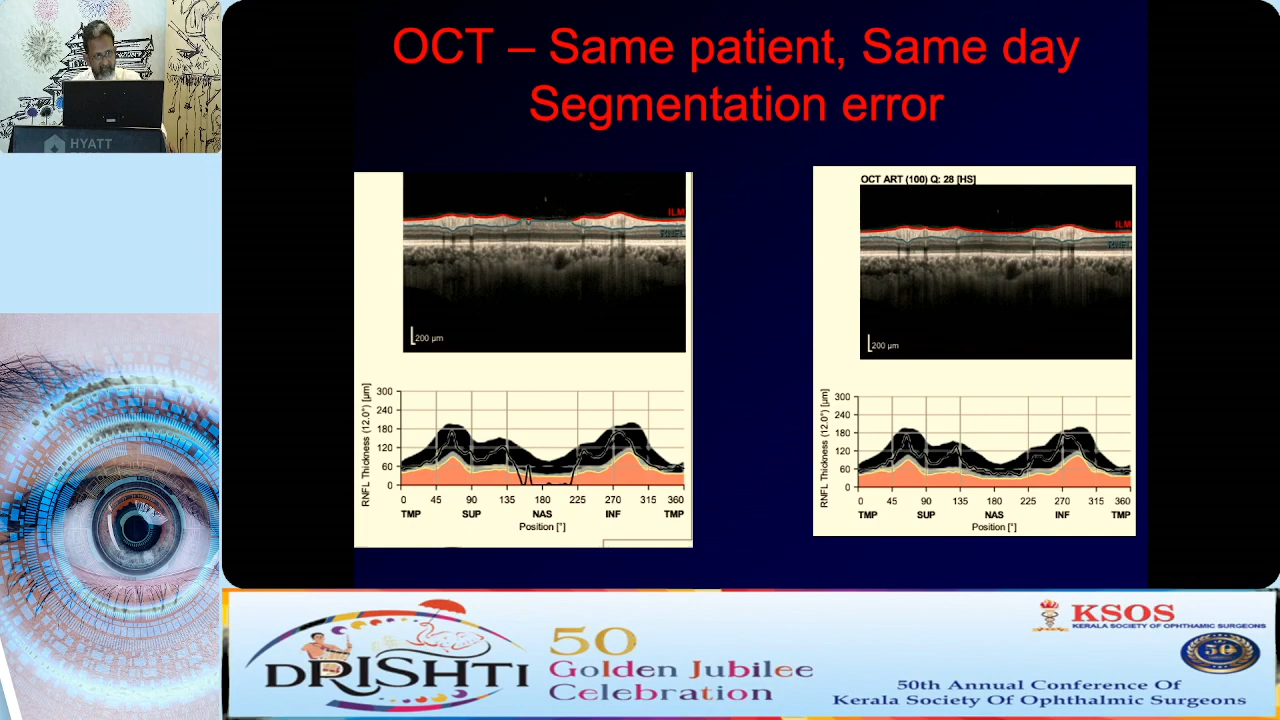 HYATT
OCT – Same patient, Same day
Segmentation error
ILM
RNFL
200 µm
RNFL Thickness (12.0°) [µm]
300
240
180
120
60
0
0 45 90 135 180 225 270 315 360
TMP SUP NAS INF TMP
Position [°]
OCT ART (100) Q: 28 [HS]
ILM
RNFL
200 µm
RNFL Thickness (12.0°) [µm]
300
240
180
120
60
0
0 45 90 135 180 225 270 315 360
TMP SUP NAS INF TMP
Position [°]
DRISHTI
50
Golden Jubilee
Celebration
KSOS
KERALA SOCIETY OF OPHTHAMIC SURGEONS
50
50th Annual Conference Of
Kerala Society Of Ophthalmic Surgeons